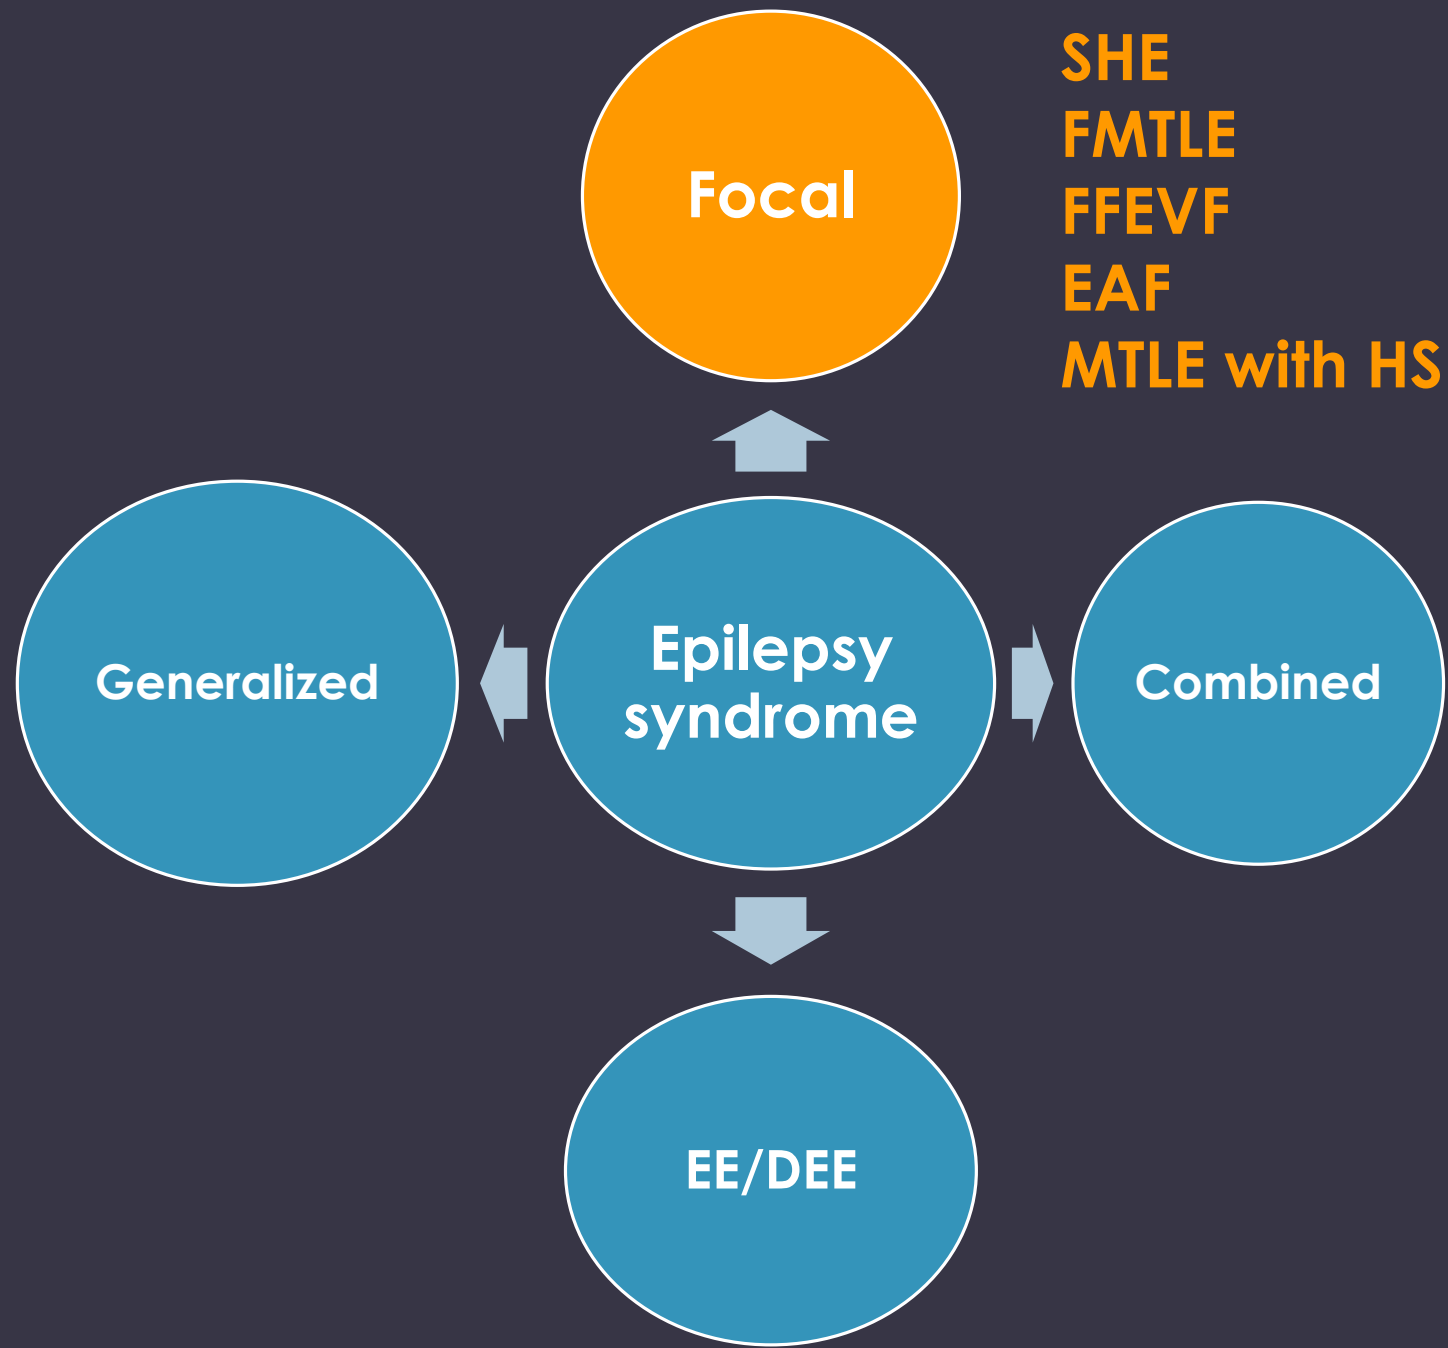 Focal
SHE
FMTLE
FFEVF
EAF
MTLE with HS
Generalized
Epilepsy
syndrome
Combined
EE/DEE